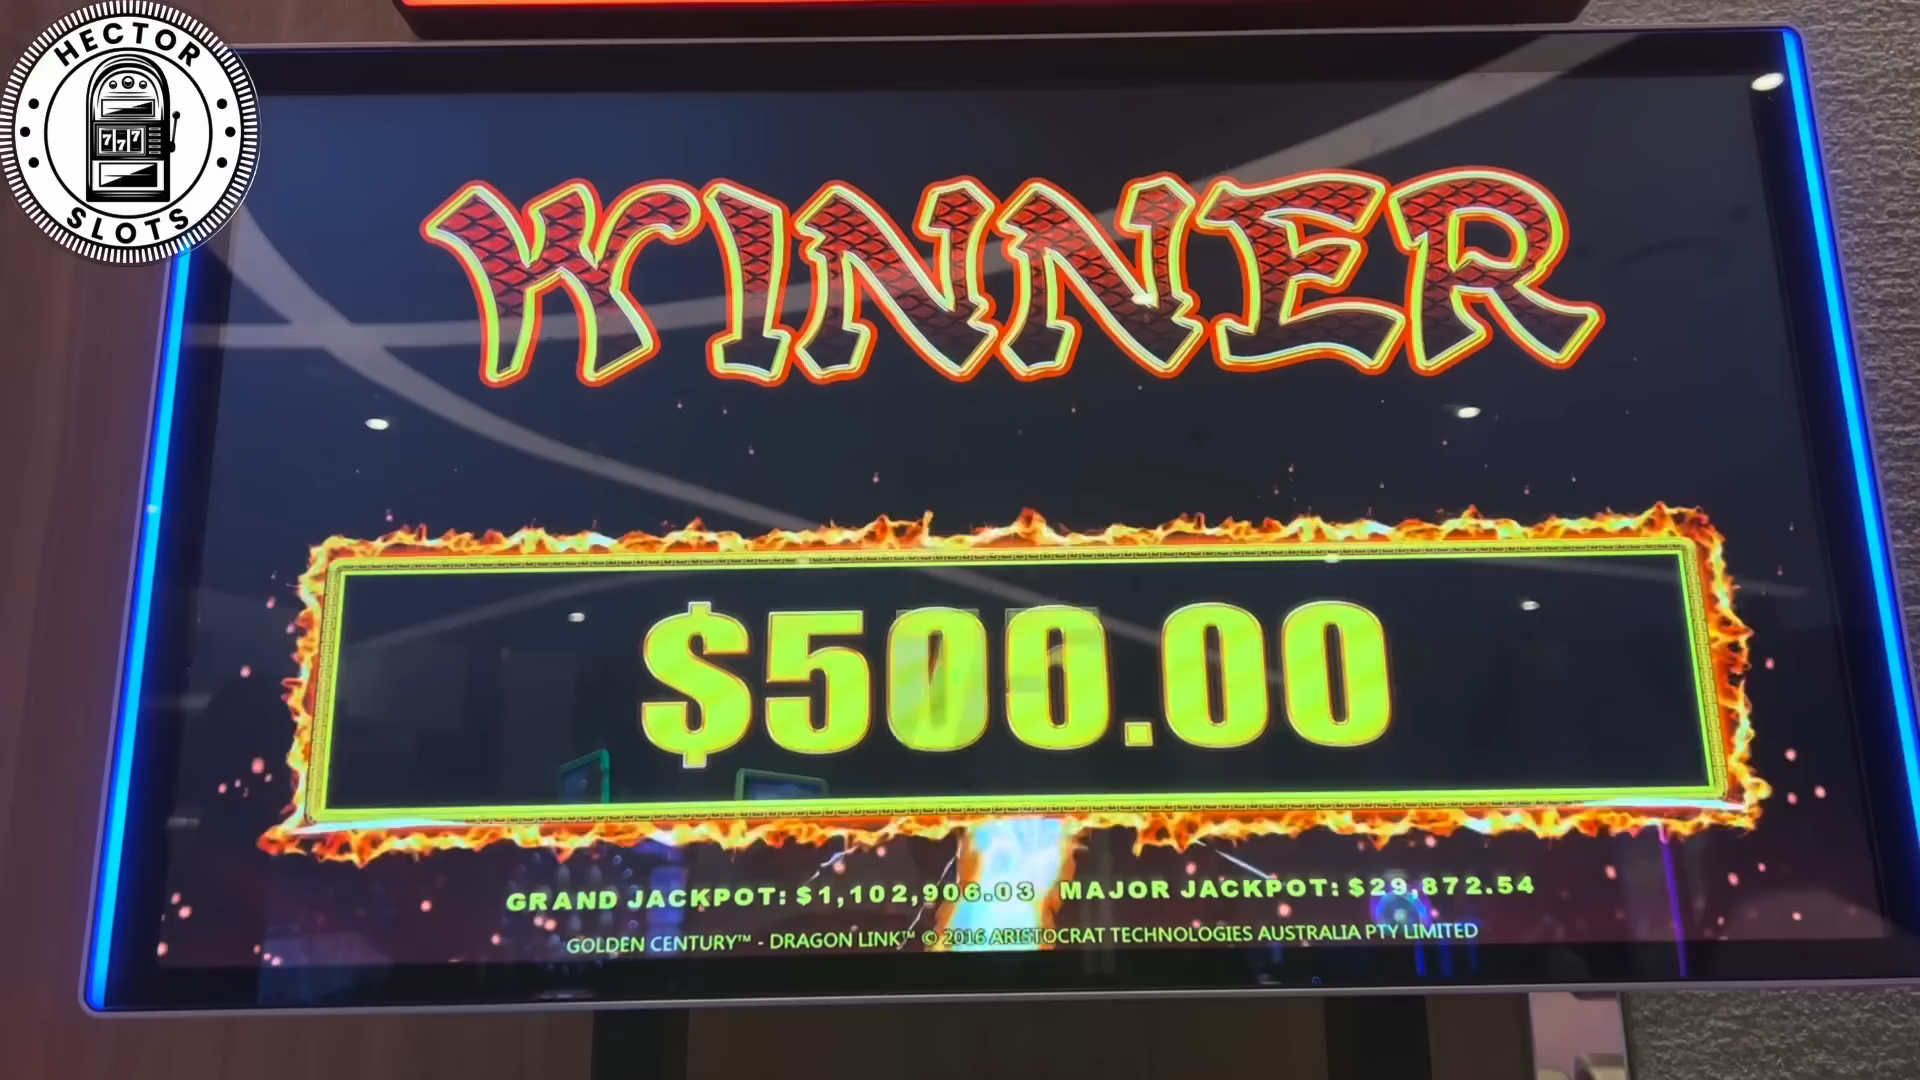 HECTOR
777
SLOTS
WINNER
$500.00
GRAND JACKPOT: $1,102,906.03 MAJOR JACKPOT: $29,872.54
GOLDEN CENTURY™ - DRAGON LINK™ © 2016 ARISTOCRAT TECHNOLOGIES AUSTRALIA PTY LIMITED